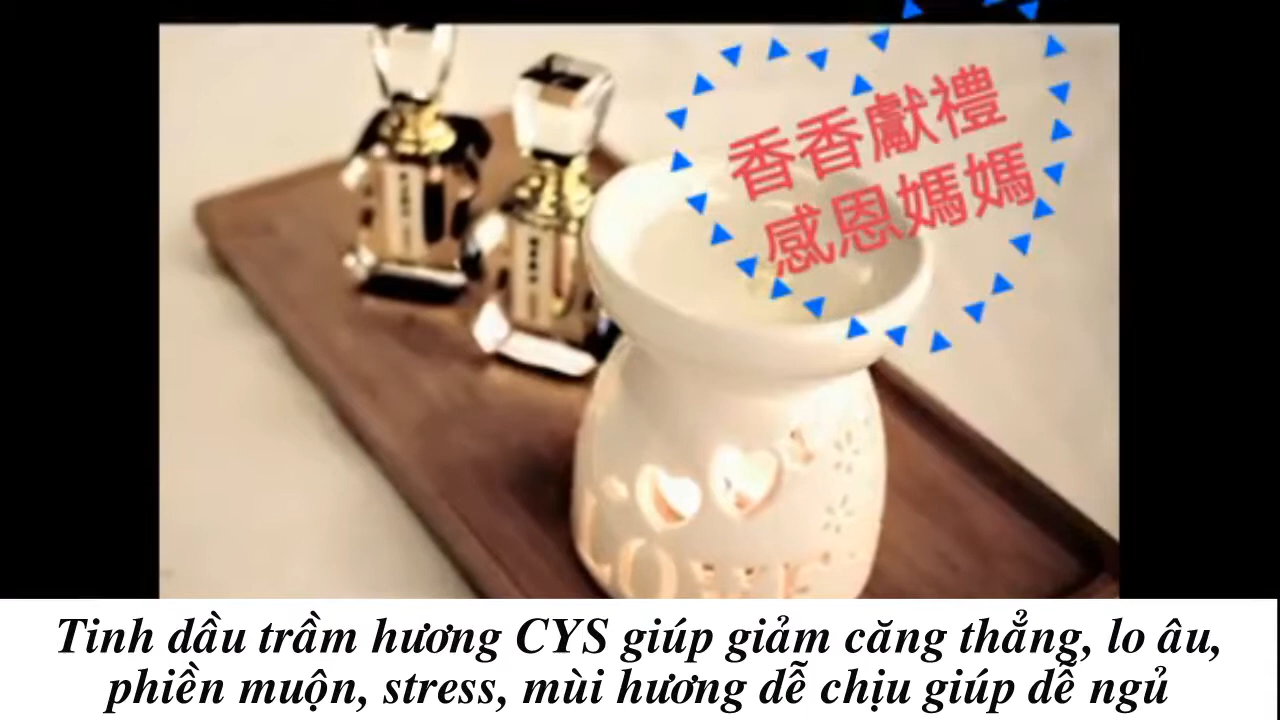 香香獻禮
感恩媽媽
LOVE
Tinh dầu trầm hương CYS giúp giảm căng thẳng, lo âu,
phiền muộn, stress, mùi hương dễ chịu giúp dễ ngủ